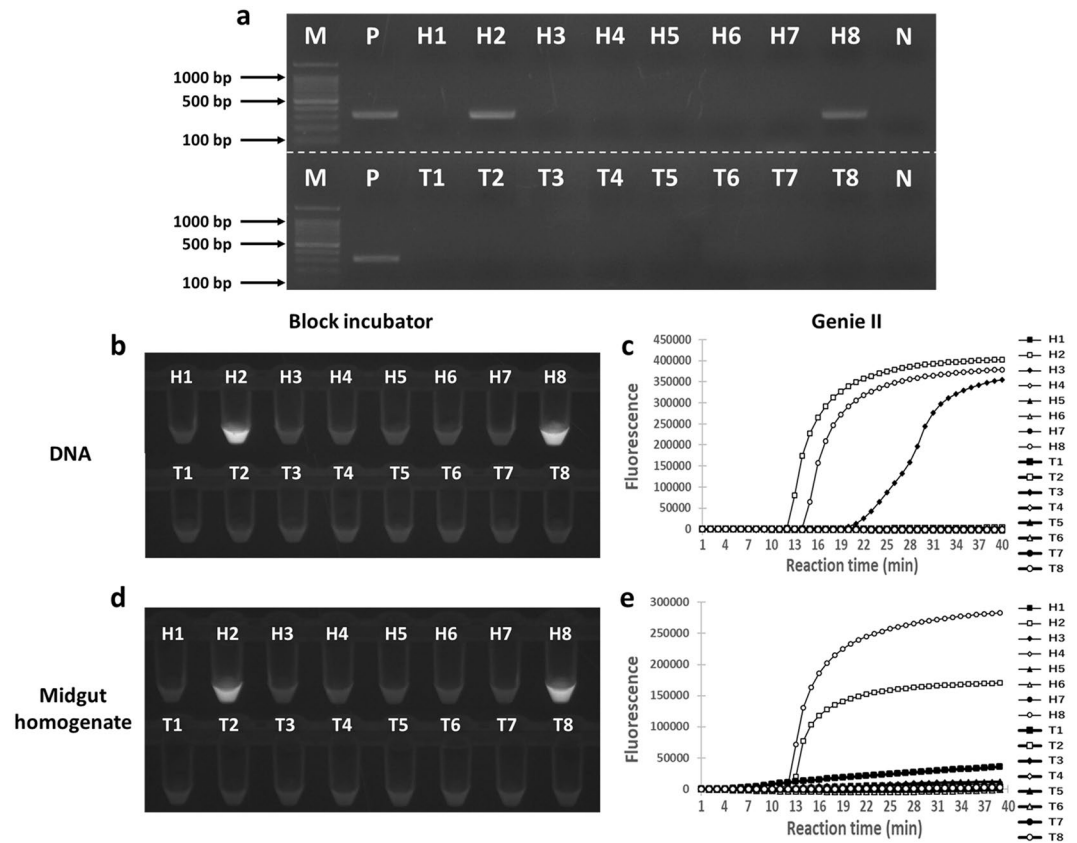 a
M P H1 H2 H3 H4 H5 H6 H7 H8 N
1000 bp
500 bp
100 bp
M P T1 T2 T3 T4 T5 T6 T7 T8 N
1000 bp
500 bp
100 bp
Block incubator
Genie II
b
H1 H2 H3 H4 H5 H6 H7 H8
DNA
T1 T2 T3 T4 T5 T6 T7 T8
c
Fluorescence
450000
400000
350000
300000
250000
200000
150000
100000
50000
0
1 4 7 10 13 16 19 22 25 28 31 34 37 40
Reaction time (min)
H1
H2
H3
H4
H5
H6
H7
H8
T1
T2
T3
T4
T5
T6
T7
T8
d
H1 H2 H3 H4 H5 H6 H7 H8
Midgut
homogenate
T1 T2 T3 T4 T5 T6 T7 T8
e
Fluorescence
300000
250000
200000
150000
100000
50000
0
1 4 7 10 13 16 19 22 25 28 31 34 37 40
Reaction time (min)
H1
H2
H3
H4
H5
H6
H7
H8
T1
T2
T3
T4
T5
T6
T7
T8